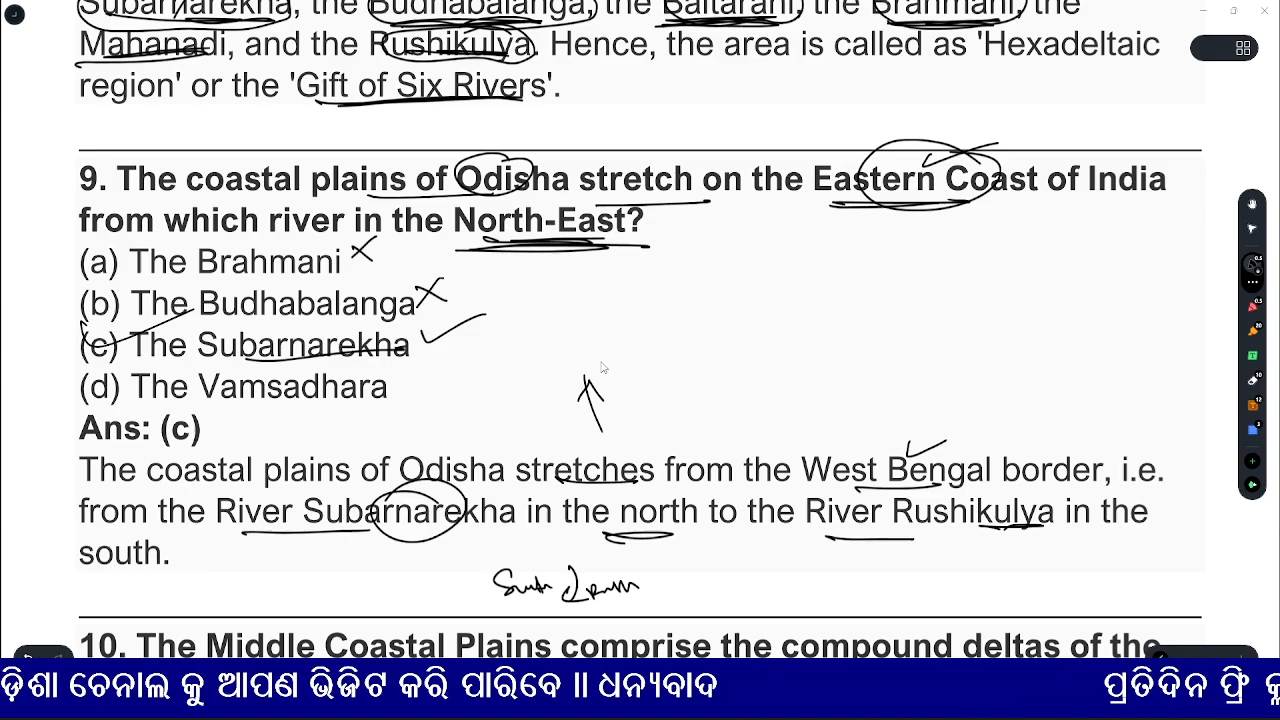 Subarnarekha, the Budhabalanga, the Baitarani, the Brahmani, the
Mahanadi, and the Rushikulya. Hence, the area is called as 'Hexadeltaic
region' or the 'Gift of Six Rivers'.
9. The coastal plains of Odisha stretch on the Eastern Coast of India
from which river in the North-East?
(a) The Brahmani
(b) The Budhabalanga
(c) The Subarnarekha
(d) The Vamsadhara
Ans: (c)
The coastal plains of Odisha stretches from the West Bengal border, i.e.
from the River Subarnarekha in the north to the River Rushikulya in the
south.
10. The Middle Coastal Plains comprise the compound deltas of the
ଡ଼ିଶା ଚେନାଲ କୁ ଆପଣ ଭିଜିଟ କରି ପାରିବେ ॥ ଧନ୍ୟବାଦ ପ୍ରତିଦିନ ଫ୍ରି